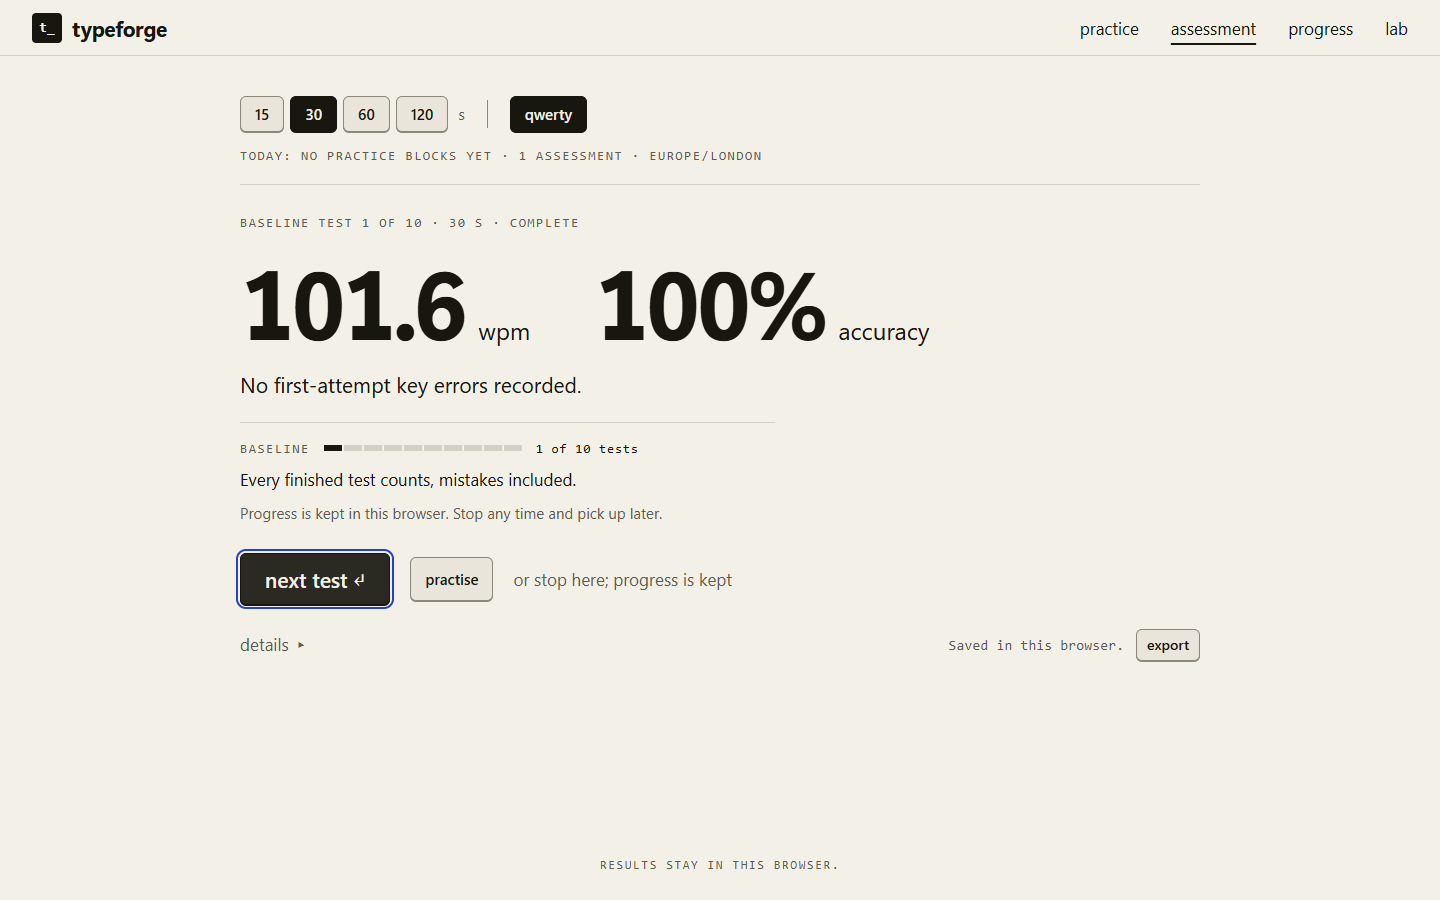 t_ typeforge
practice assessment progress lab
15 30 60 120 s qwerty
TODAY: NO PRACTICE BLOCKS YET · 1 ASSESSMENT · EUROPE/LONDON
BASELINE TEST 1 OF 10 · 30 S · COMPLETE
101.6 wpm 100% accuracy
No first-attempt key errors recorded.
BASELINE 1 of 10 tests
Every finished test counts, mistakes included.
Progress is kept in this browser. Stop any time and pick up later.
next test ↵ practise or stop here; progress is kept
details ▸ Saved in this browser. export
RESULTS STAY IN THIS BROWSER.